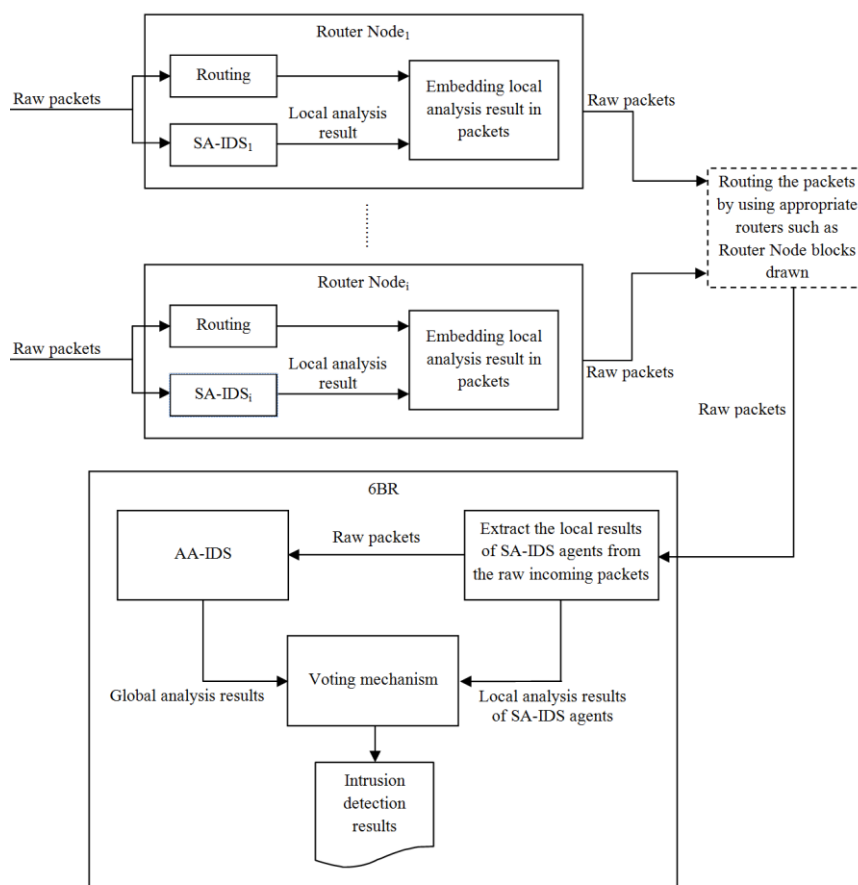 Router Node1
Raw packets
Routing
SA-IDS1
Local analysis
result
Embedding local
analysis result in
packets
Raw packets
Routing the packets
by using appropriate
routers such as
Router Node blocks
drawn
Router Nodei
Raw packets
Routing
SA-IDSi
Local analysis
result
Embedding local
analysis result in
packets
Raw packets
Raw packets
6BR
AA-IDS
Raw packets
Extract the local results
of SA-IDS agents from
the raw incoming packets
Global analysis results
Voting mechanism
Local analysis results
of SA-IDS agents
Intrusion
detection
results